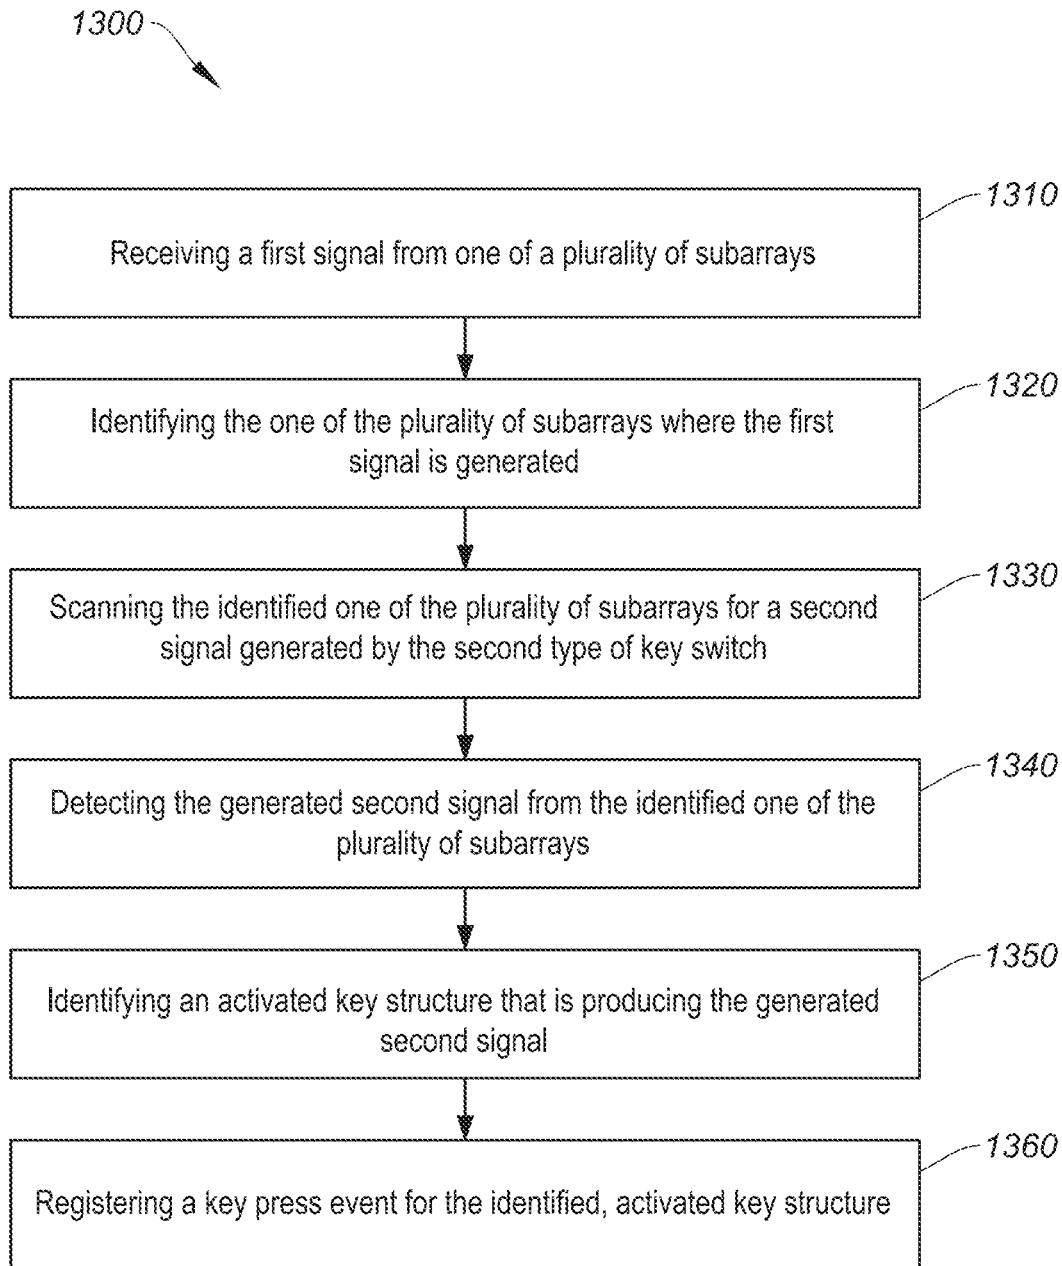 1300
1310
Receiving a first signal from one of a plurality of subarrays
1320
Identifying the one of the plurality of subarrays where the first
signal is generated
1330
Scanning the identified one of the plurality of subarrays for a second
signal generated by the second type of key switch
1340
Detecting the generated second signal from the identified one of the
plurality of subarrays
1350
Identifying an activated key structure that is producing the generated
second signal
1360
Registering a key press event for the identified, activated key structure